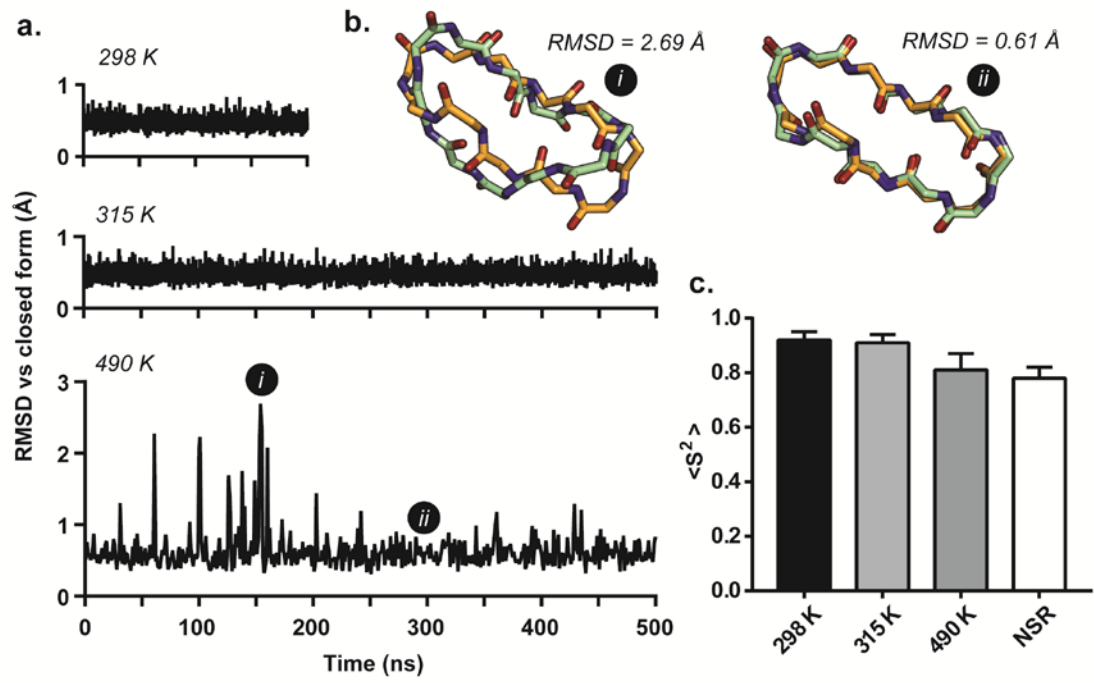 a.
298 K
1
0
315 K
1
0
490 K
3
2
1
0
i
ii
0 100 200 300 400 500
Time (ns)
RMSD vs closed form (Å)
b.
RMSD = 2.69 Å
i
RMSD = 0.61 Å
ii
c.
1.0
0.8
0.6
0.4
0.2
0.0
<S²>
298 K
315 K
490 K
NSR